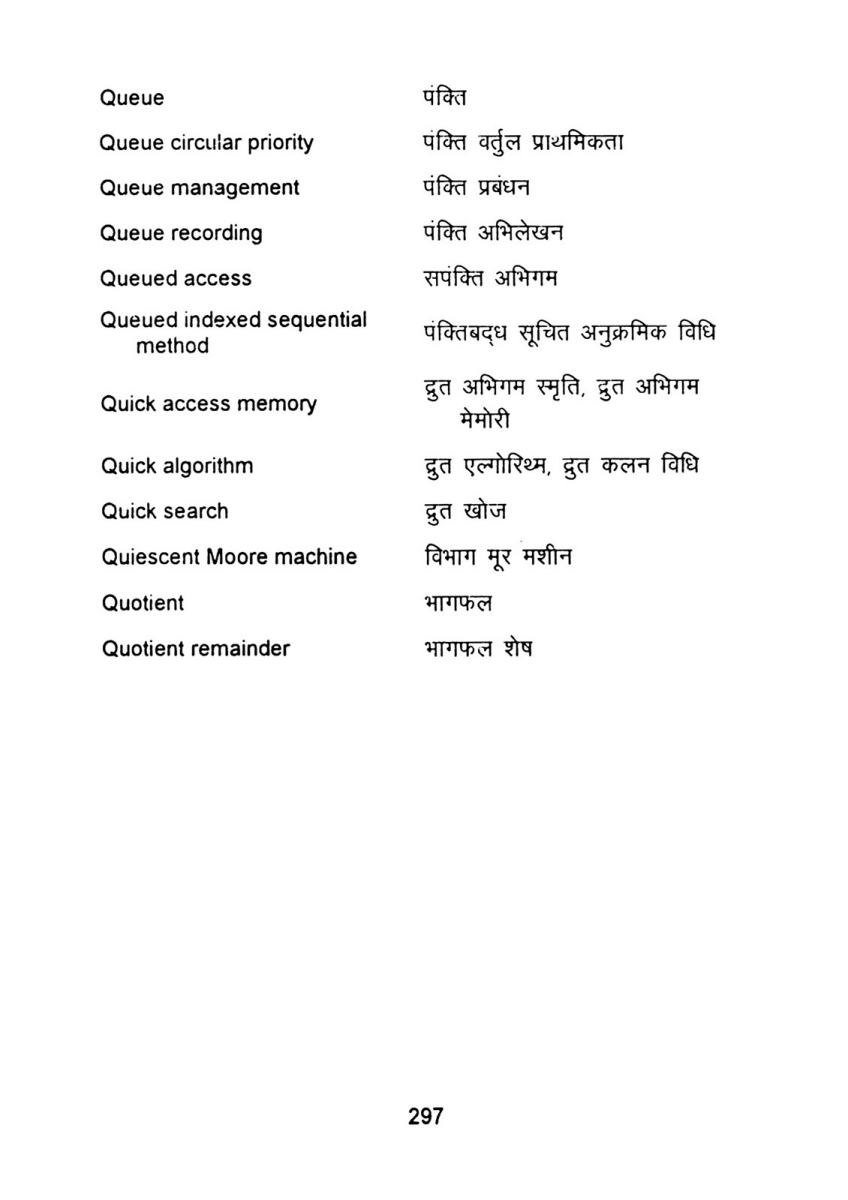 Queue पंक्ति
Queue circular priority पंक्ति वर्तुल प्राथमिकता
Queue management पंक्ति प्रबंधन
Queue recording पंक्ति अभिलेखन
Queued access सपंक्ति अभिगम
Queued indexed sequential
method पंक्तिबद्ध सूचित अनुक्रमिक विधि
Quick access memory द्रुत अभिगम स्मृति, द्रुत अभिगम
मेमोरी
Quick algorithm द्रुत एल्गोरिथ्म, द्रुत कलन विधि
Quick search द्रुत खोज
Quiescent Moore machine विभाग मूर मशीन
Quotient भागफल
Quotient remainder भागफल शेष
297